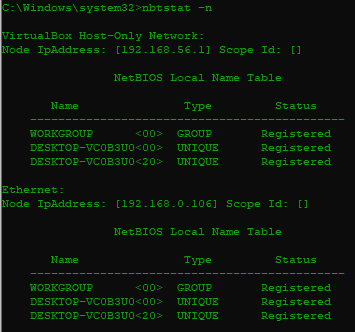 C:\Windows\system32>nbtstat -n
VirtualBox Host-Only Network:
Node IpAddress: [192.168.56.1] Scope Id: []
NetBIOS Local Name Table
Name Type Status
---------------------------------------------
WORKGROUP <00> GROUP Registered
DESKTOP-VC0B3U0<00> UNIQUE Registered
DESKTOP-VC0B3U0<20> UNIQUE Registered
Ethernet:
Node IpAddress: [192.168.0.106] Scope Id: []
NetBIOS Local Name Table
Name Type Status
---------------------------------------------
WORKGROUP <00> GROUP Registered
DESKTOP-VC0B3U0<00> UNIQUE Registered
DESKTOP-VC0B3U0<20> UNIQUE Registered